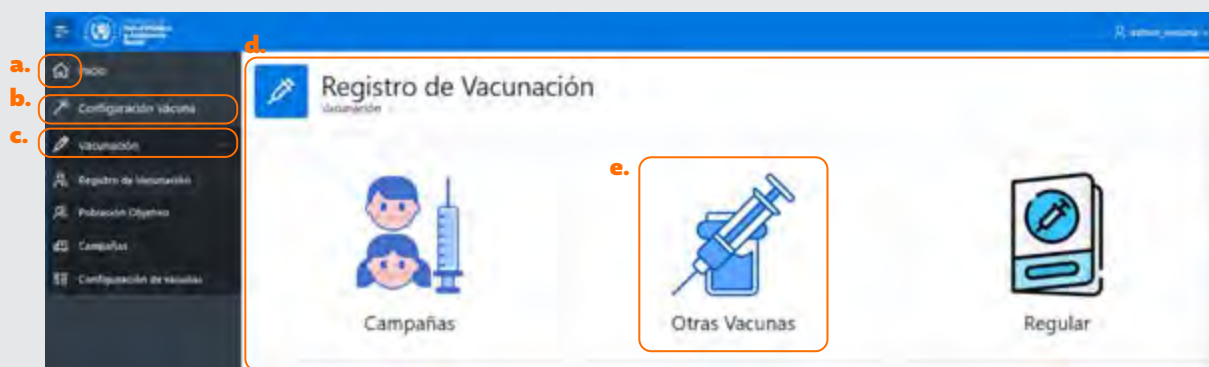 d.
a.
Inicio
b.
Configuración Vacuna
c.
Vacunación
Registro de Vacunación
Población Objetivo
Campañas
Configuración de vacunas
Registro de Vacunación
Vacunación
e.
Campañas
Otras Vacunas
Regular